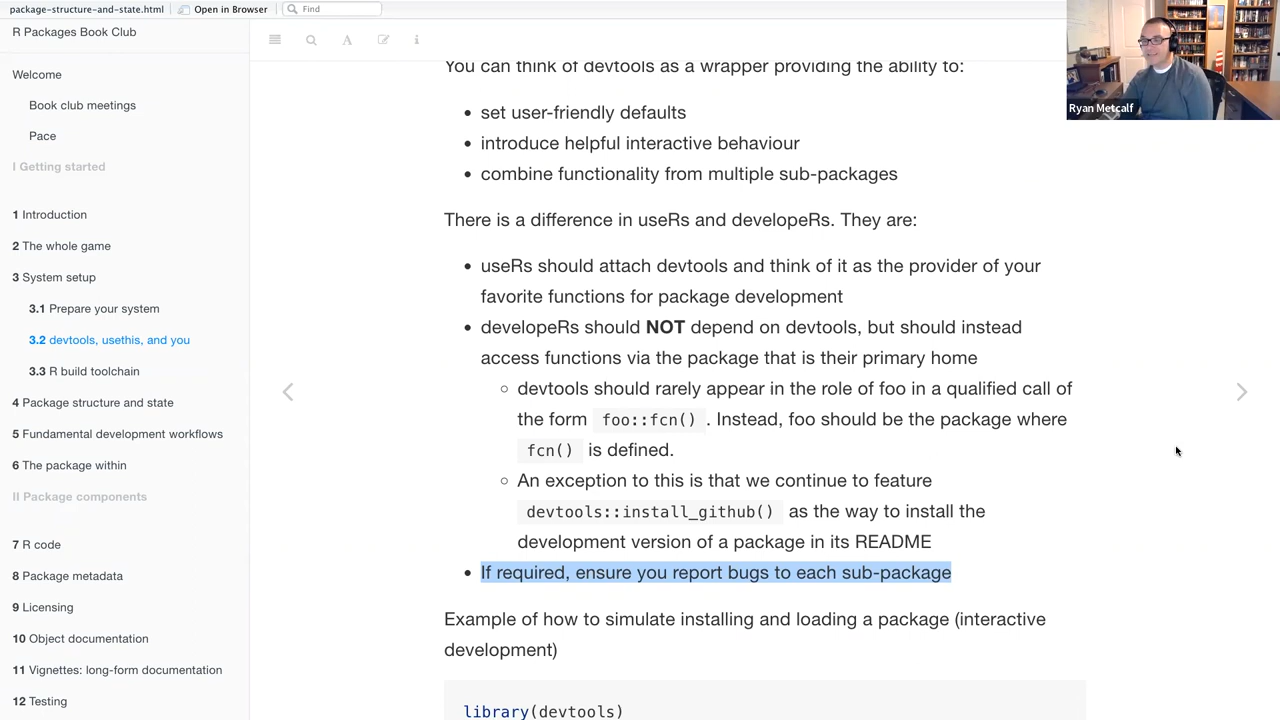 package-structure-and-state.html
Open in Browser
Find
R Packages Book Club
Welcome
Book club meetings
Pace
I Getting started
1 Introduction
2 The whole game
3 System setup
3.1 Prepare your system
3.2 devtools, usethis, and you
3.3 R build toolchain
4 Package structure and state
5 Fundamental development workflows
6 The package within
II Package components
7 R code
8 Package metadata
9 Licensing
10 Object documentation
11 Vignettes: long-form documentation
12 Testing
A
i
You can think of devtools as a wrapper providing the ability to:
• set user-friendly defaults
• introduce helpful interactive behaviour
• combine functionality from multiple sub-packages
There is a difference in useRs and developeRs. They are:
• useRs should attach devtools and think of it as the provider of your
favorite functions for package development
• developeRs should NOT depend on devtools, but should instead
access functions via the package that is their primary home
◦ devtools should rarely appear in the role of foo in a qualified call of
the form foo::fcn() . Instead, foo should be the package where
fcn() is defined.
◦ An exception to this is that we continue to feature
devtools::install_github() as the way to install the
development version of a package in its README
• If required, ensure you report bugs to each sub-package
Example of how to simulate installing and loading a package (interactive
development)
library(devtools)
Ryan Metcalf